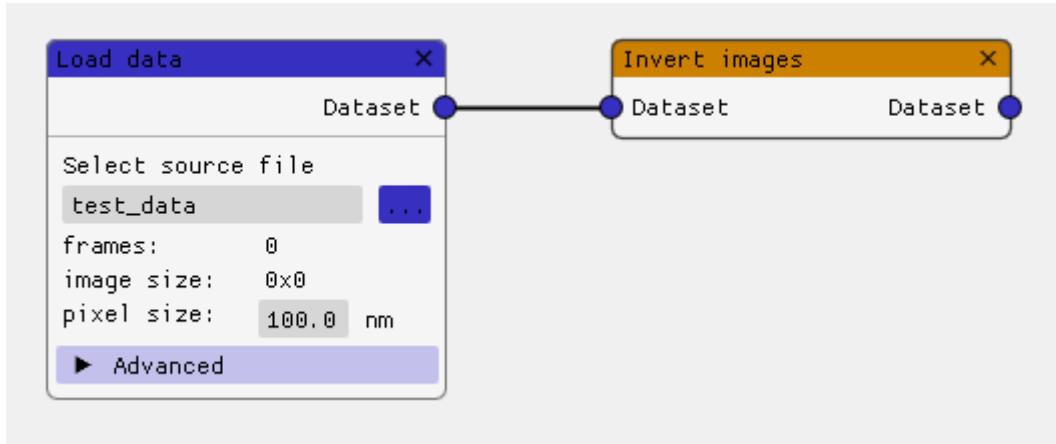 Load data ×
Dataset
Select source file
test_data ...
frames: 0
image size: 0x0
pixel size: 100.0 nm
Advanced
Invert images ×
Dataset Dataset